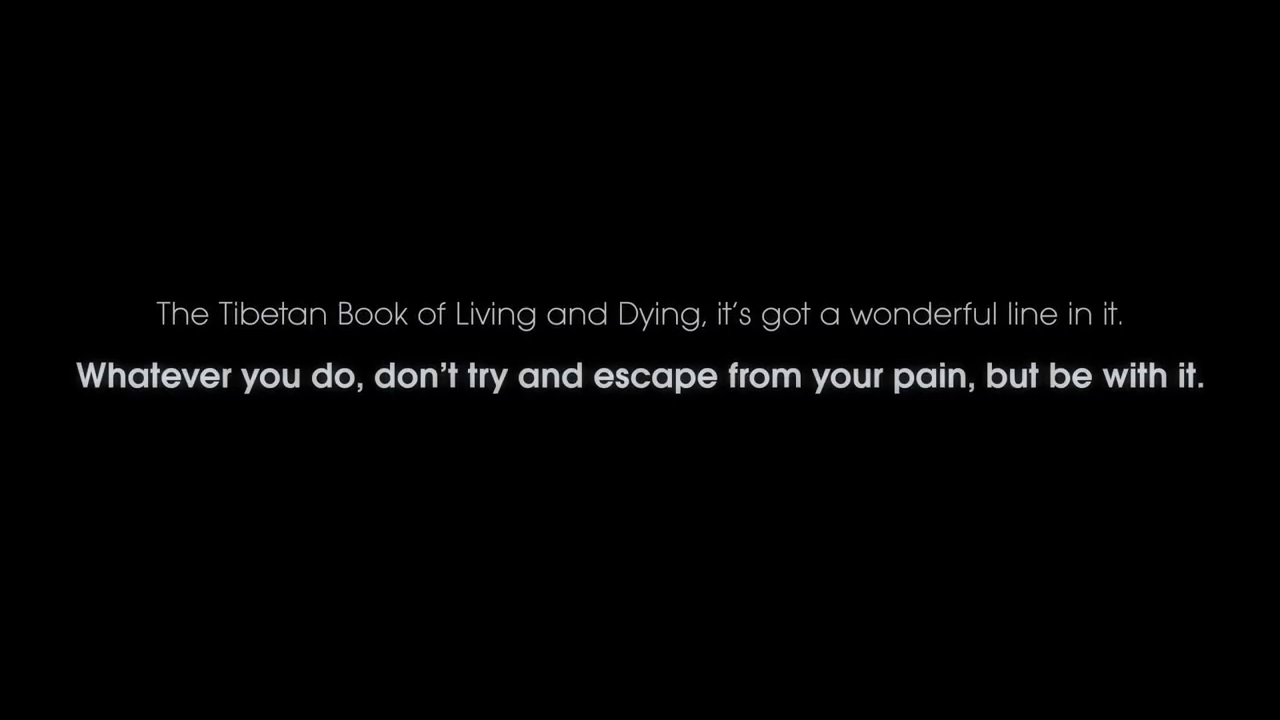 The Tibetan Book of Living and Dying, it‘s got a wonderful line in it.
Whatever you do, don’t try and escape from your pain, but be with it.